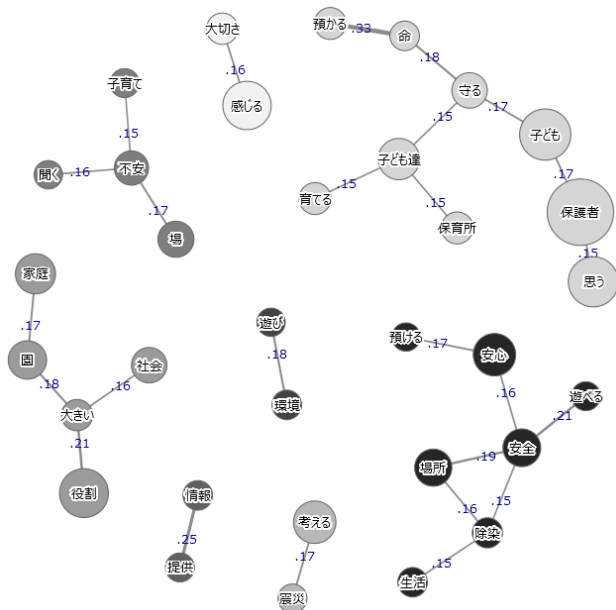 大切さ
.16
感じる
預かる
.33
命
.18
守る
.17
子ども
.15
子ども達
.17
保護者
.15
育てる
.15
保育所
.15
思う
子育て
.15
聞く
.16
不安
.17
場
家庭
.17
園
.18
大きい
.16
社会
.21
役割
遊び
.18
環境
預ける
.17
安心
.16
遊べる
.21
安全
場所
.19
.16
.15
除染
.15
生活
情報
.25
提供
考える
.17
震災